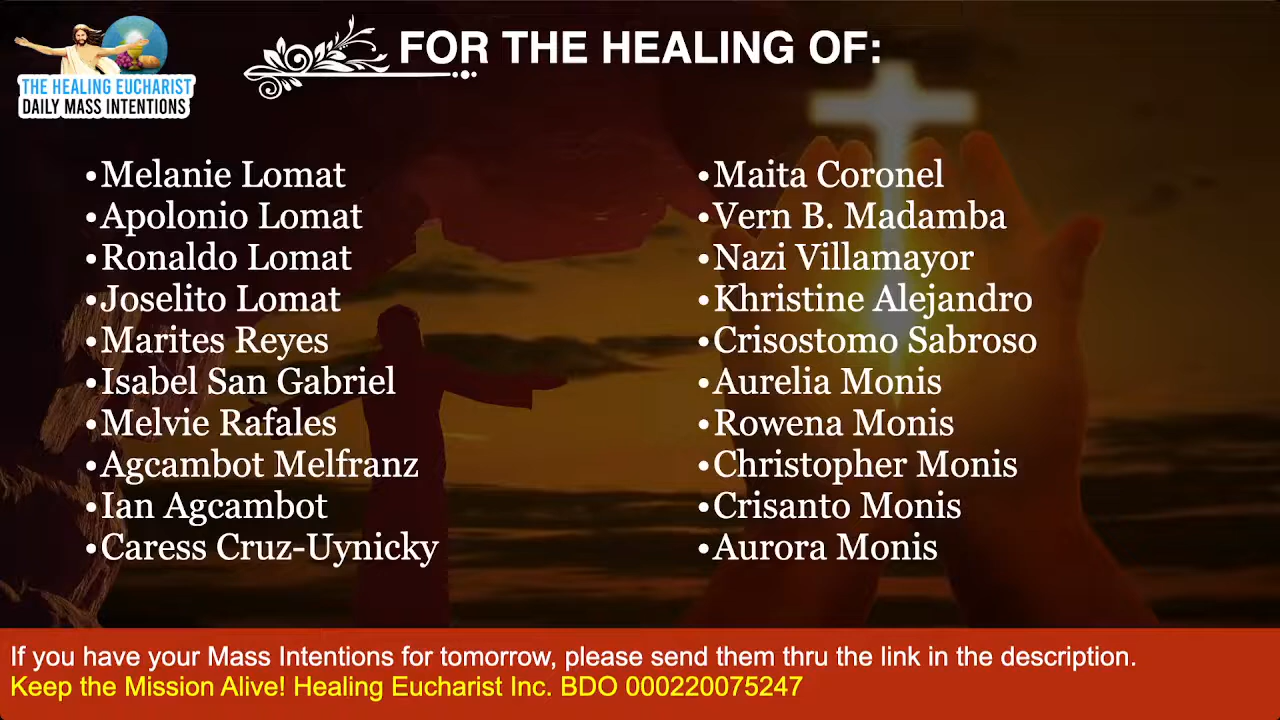 THE HEALING EUCHARIST
DAILY MASS INTENTIONS
FOR THE HEALING OF:
•Melanie Lomat
•Apolonio Lomat
•Ronaldo Lomat
•Joselito Lomat
•Marites Reyes
•Isabel San Gabriel
•Melvie Rafales
•Agcambot Melfranz
•Ian Agcambot
•Caress Cruz-Uynicky
•Maita Coronel
•Vern B. Madamba
•Nazi Villamayor
•Khristine Alejandro
•Crisostomo Sabroso
•Aurelia Monis
•Rowena Monis
•Christopher Monis
•Crisanto Monis
•Aurora Monis
If you have your Mass Intentions for tomorrow, please send them thru the link in the description.
Keep the Mission Alive! Healing Eucharist Inc. BDO 000220075247